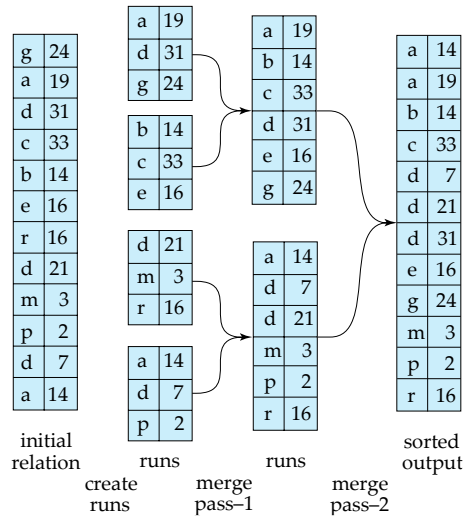 g 24
a 19
d 31
c 33
b 14
e 16
r 16
d 21
m 3
p 2
d 7
a 14
initial
relation
create
runs
a 19
d 31
g 24
b 14
c 33
e 16
d 21
m 3
r 16
a 14
d 7
p 2
runs
merge
pass–1
a 19
b 14
c 33
d 31
e 16
g 24
a 14
d 7
d 21
m 3
p 2
r 16
runs
merge
pass–2
a 14
a 19
b 14
c 33
d 7
d 21
d 31
e 16
g 24
m 3
p 2
r 16
sorted
output